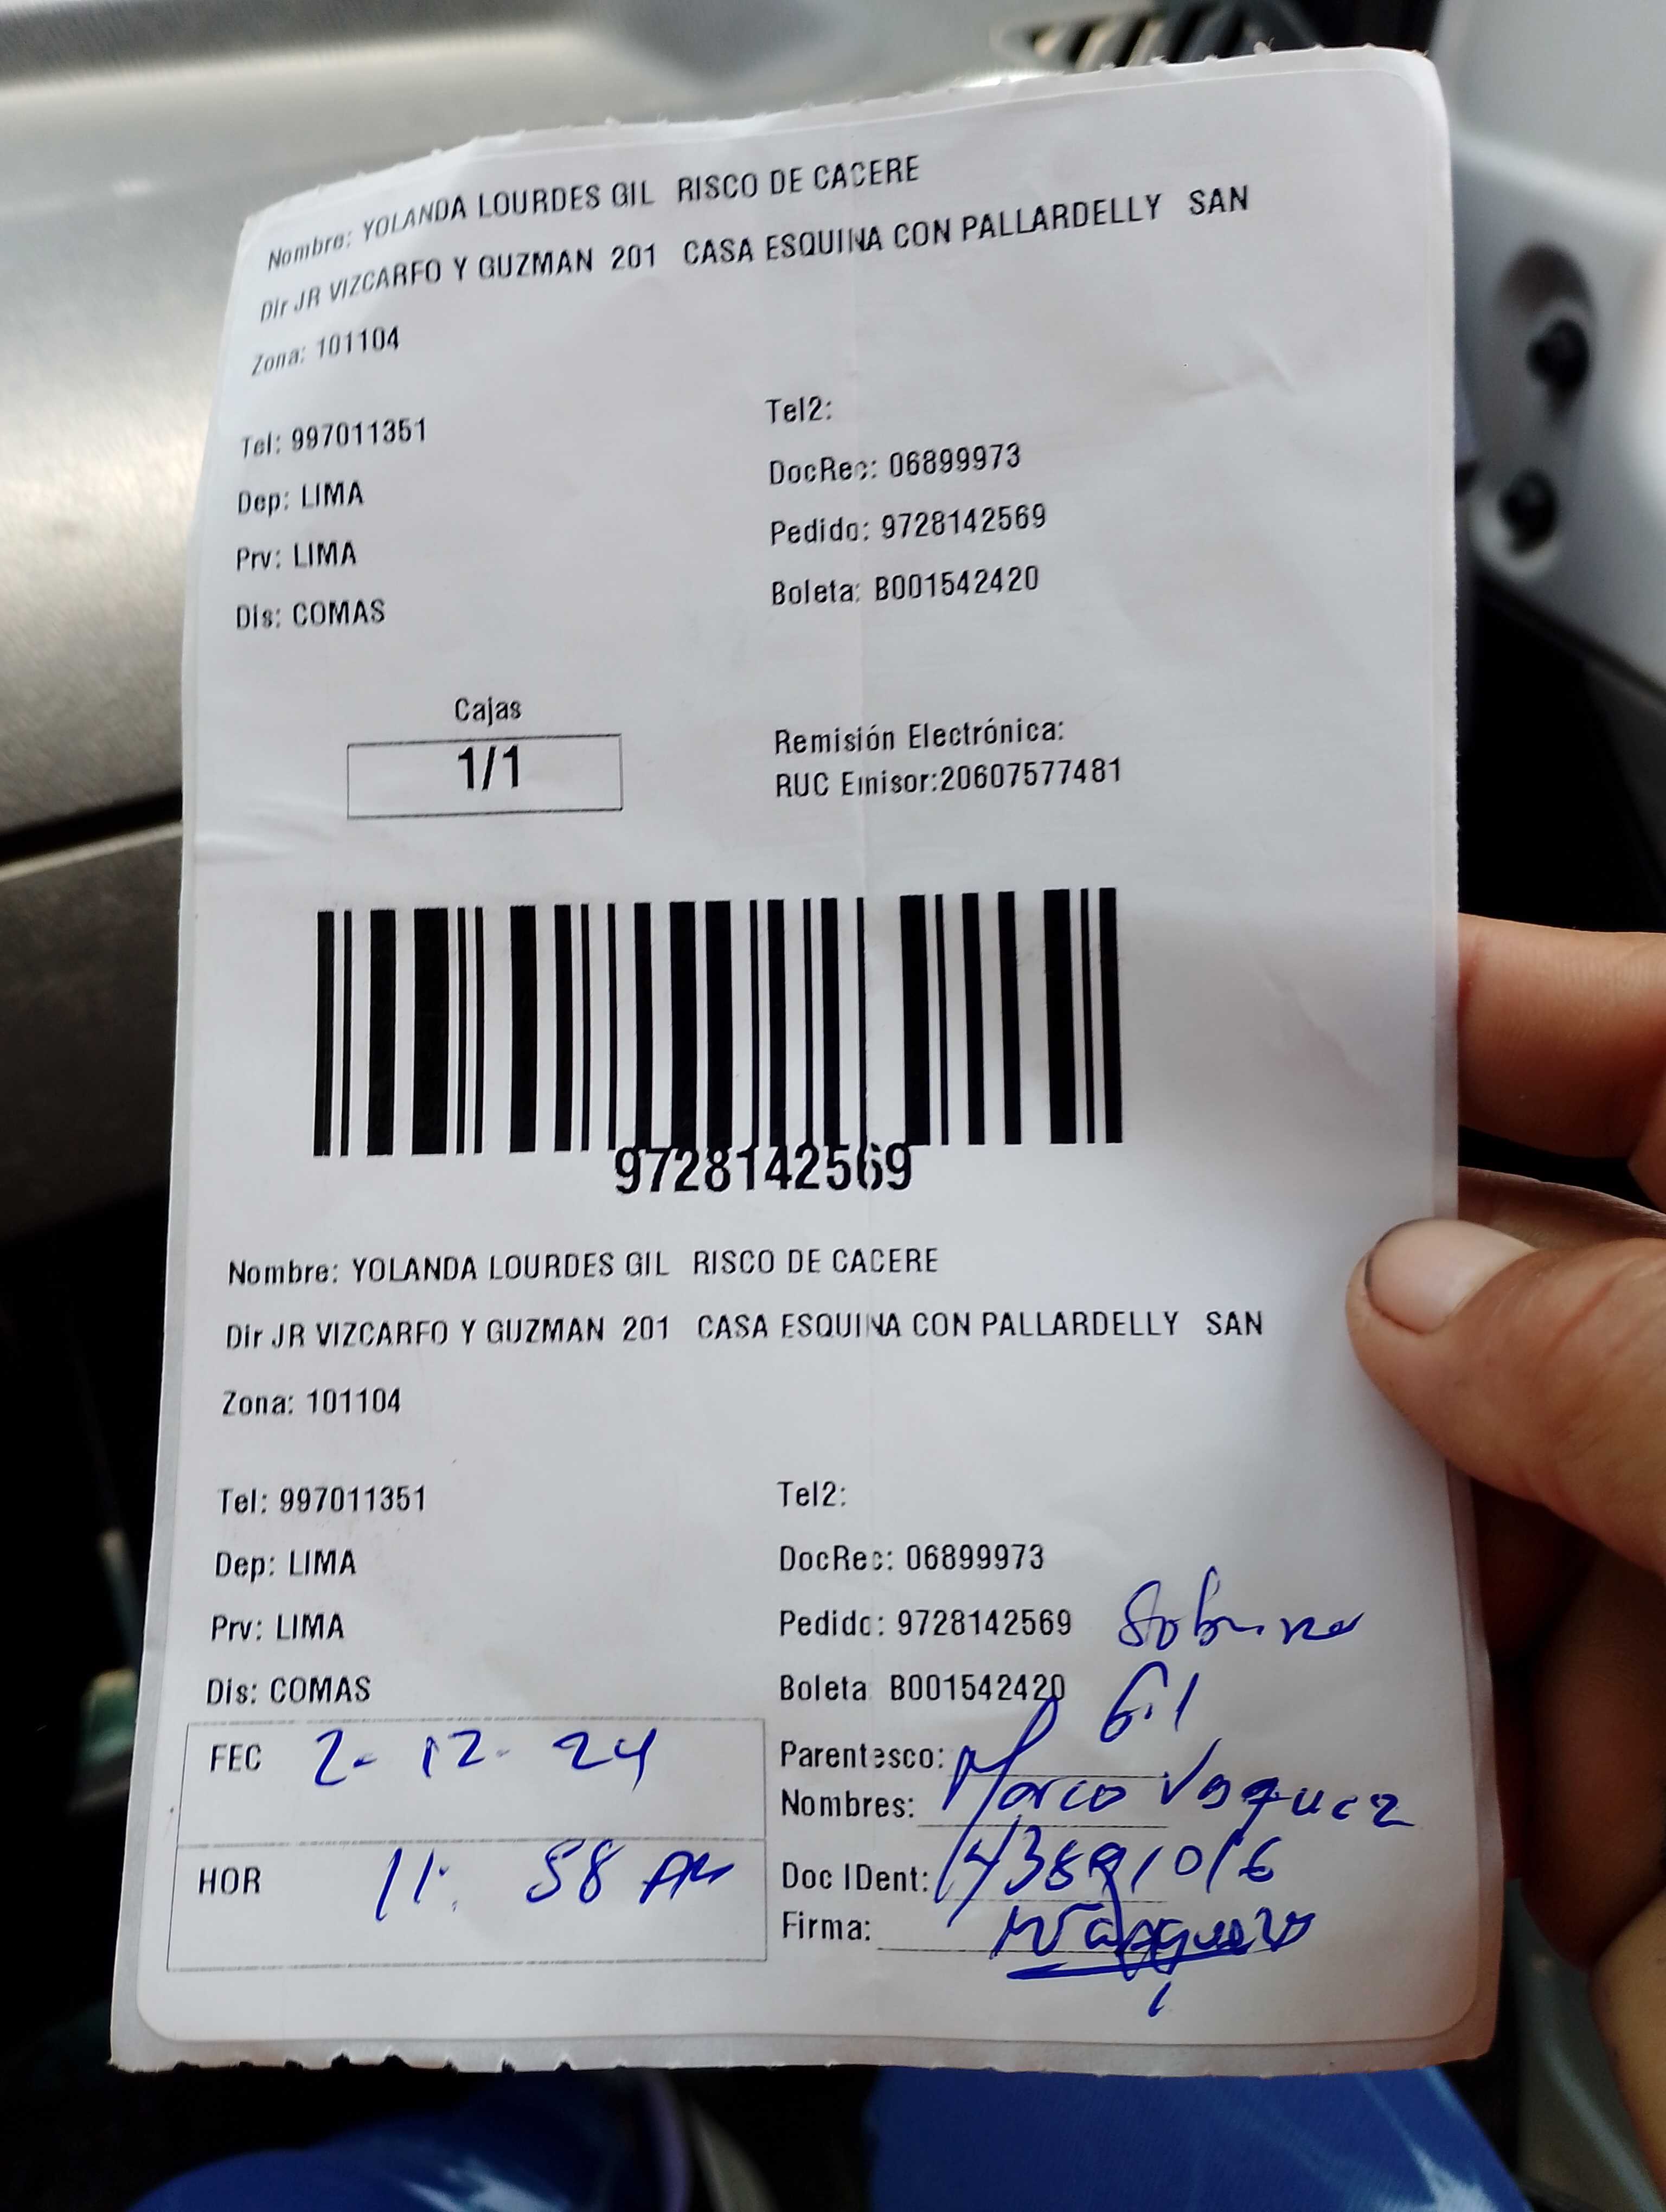 Nombre: YOLANDA LOURDES GIL RISCO DE CACERE
Dir JR VIZCARFO Y GUZMAN 201 CASA ESQUINA CON PALLARDELLY SAN
Zona: 101104
Tel: 997011351 Tel2:
Dep: LIMA DocRec: 06899973
Prv: LIMA Pedido: 9728142569
Dis: COMAS Boleta: B001542420
Cajas
1/1
Remisión Electrónica:
RUC Emisor:20607577481
9728142569
Nombre: YOLANDA LOURDES GIL RISCO DE CACERE
Dir JR VIZCARFO Y GUZMAN 201 CASA ESQUINA CON PALLARDELLY SAN
Zona: 101104
Tel: 997011351 Tel2:
Dep: LIMA DocRec: 06899973
Prv: LIMA Pedido: 9728142569 Sobrino
Dis: COMAS Boleta B001542420
FEC 2-12-24
HOR 11:58 AM
Parentesco: Gil
Nombres: Marco Vasquez
Doc IDent:
Firma: